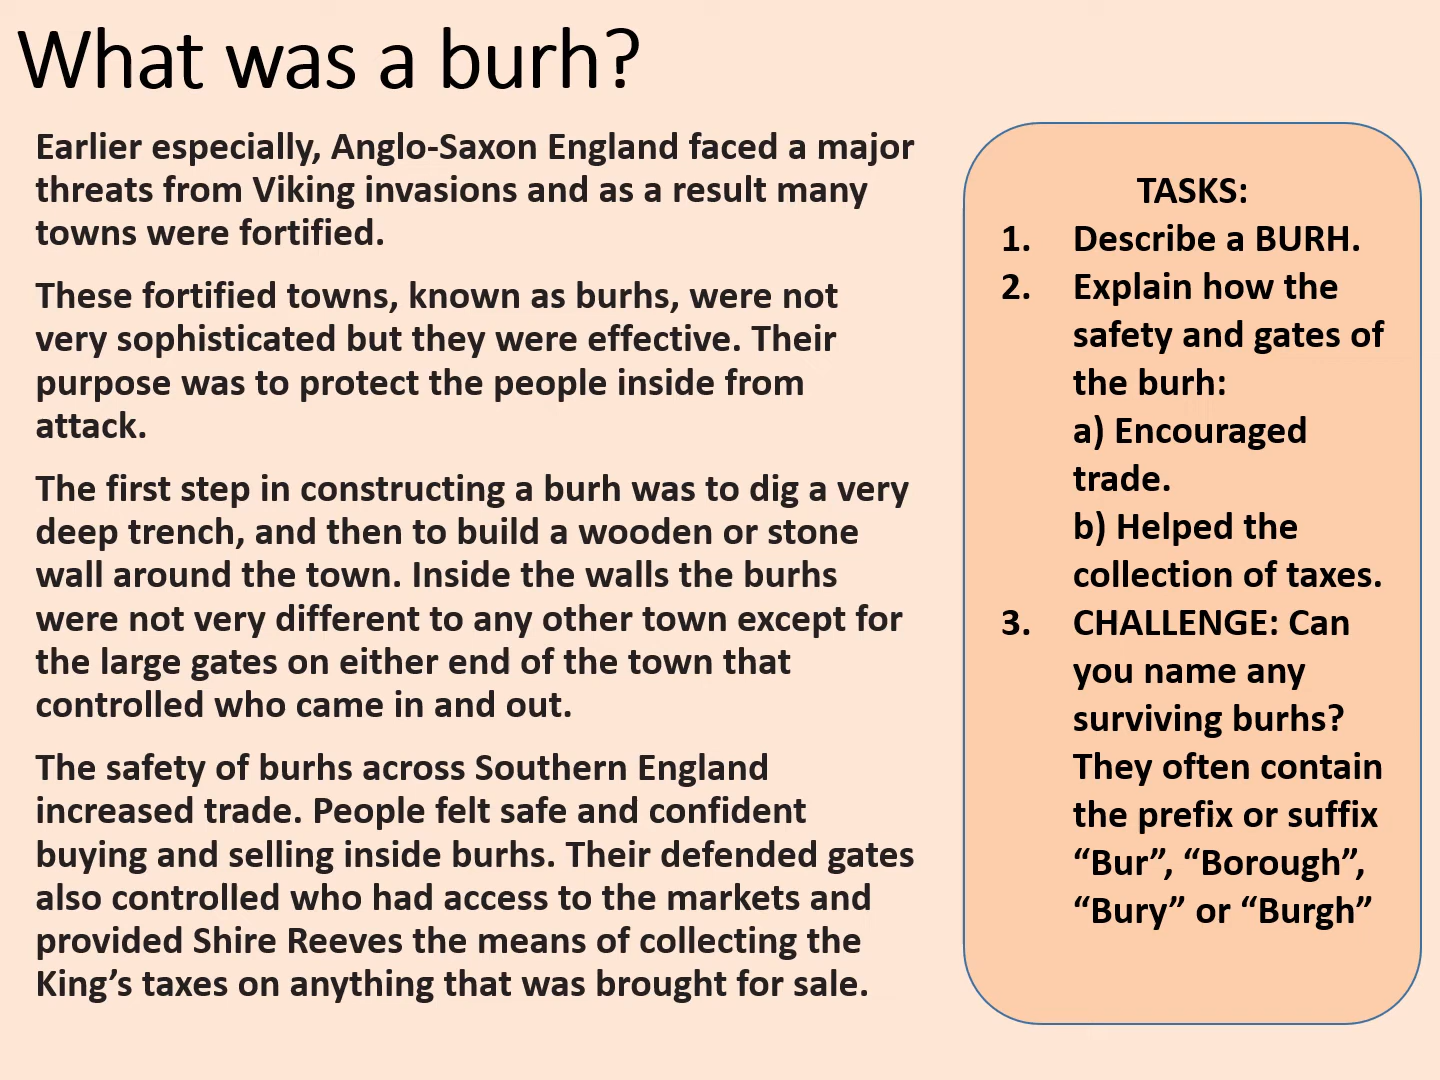 What was a burh?
Earlier especially, Anglo-Saxon England faced a major
threats from Viking invasions and as a result many
towns were fortified.
These fortified towns, known as burhs, were not
very sophisticated but they were effective. Their
purpose was to protect the people inside from
attack.
The first step in constructing a burh was to dig a very
deep trench, and then to build a wooden or stone
wall around the town. Inside the walls the burhs
were not very different to any other town except for
the large gates on either end of the town that
controlled who came in and out.
The safety of burhs across Southern England
increased trade. People felt safe and confident
buying and selling inside burhs. Their defended gates
also controlled who had access to the markets and
provided Shire Reeves the means of collecting the
King’s taxes on anything that was brought for sale.
TASKS:
1. Describe a BURH.
2. Explain how the
safety and gates of
the burh:
a) Encouraged
trade.
b) Helped the
collection of taxes.
3. CHALLENGE: Can
you name any
surviving burhs?
They often contain
the prefix or suffix
“Bur”, “Borough”,
“Bury” or “Burgh”